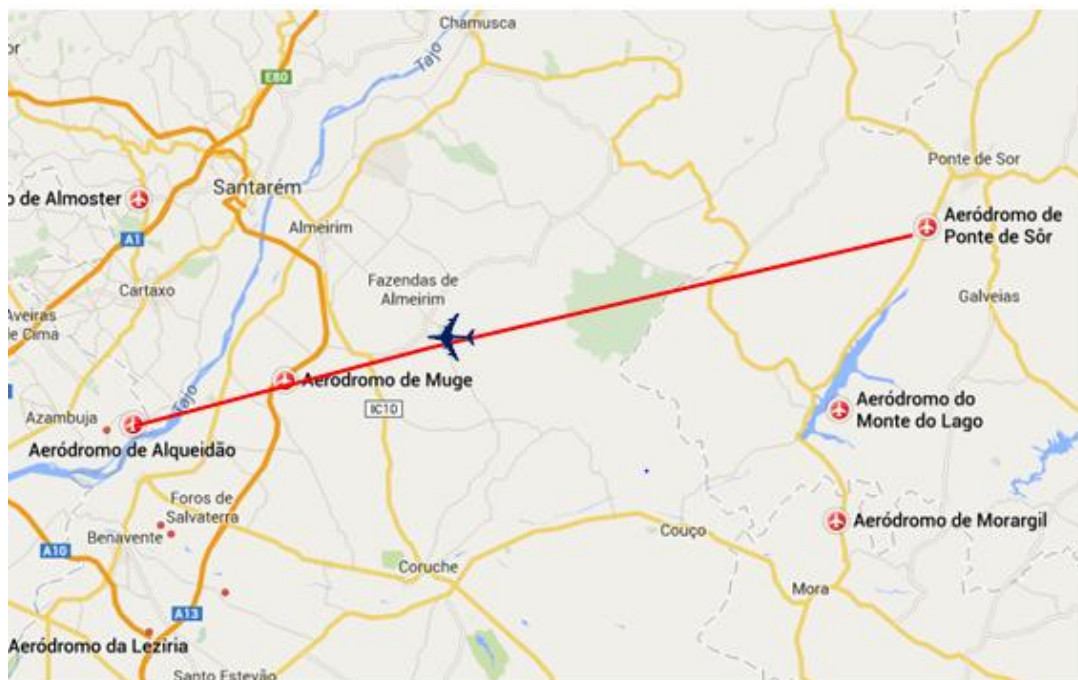 Chamusca
Tajo
or
E80
Ponte de Sor
Santarém
o de Almoster
Almeirim
Aeródromo de
Ponte de Sôr
A1
Cartaxo
Fazendas de
Almeirim
Galveias
Aveiras
de Cima
Tajo
Aeródromo de Muge
IC10
Azambuja
Aeródromo do
Monte do Lago
Aeródromo de Alqueidão
Foros de
Salvaterra
Benavente
Aeródromo de Morargil
Couço
A10
Coruche
Mora
A13
Aeródromo da Lezíria
Santo Estevão